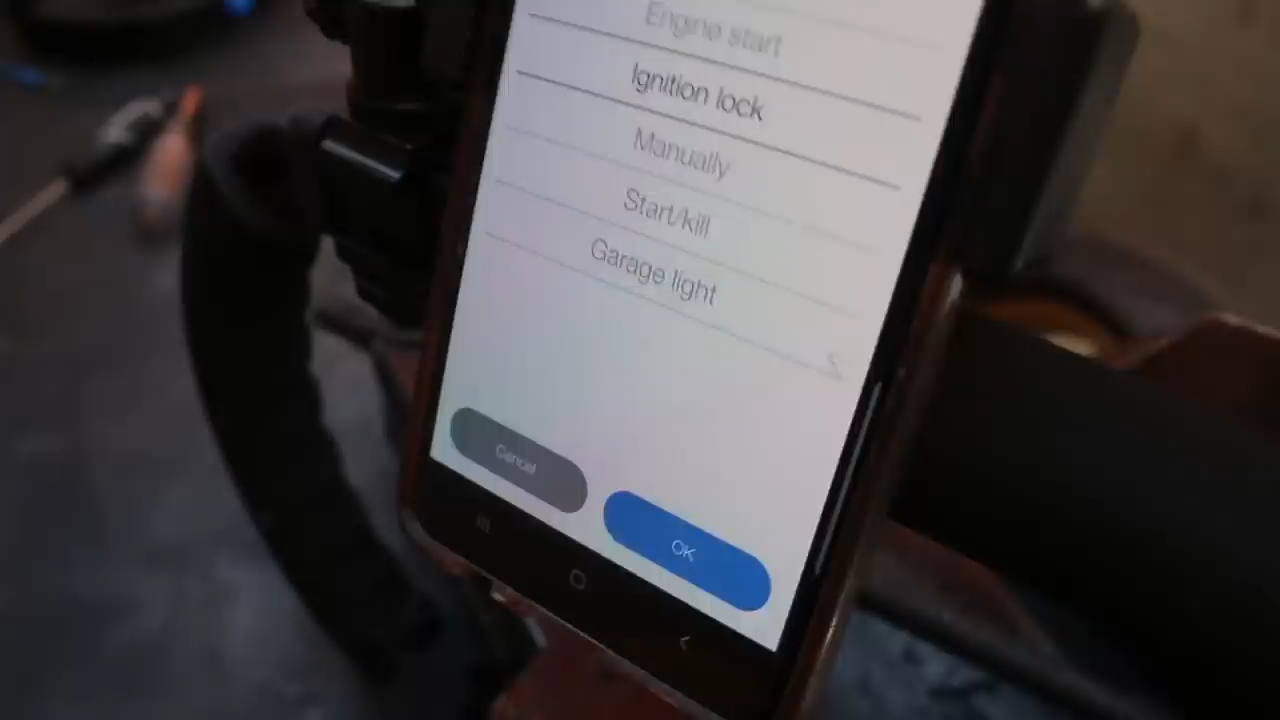 Engine start
Ignition lock
Manually
Start/kill
Garage light
Cancel
OK